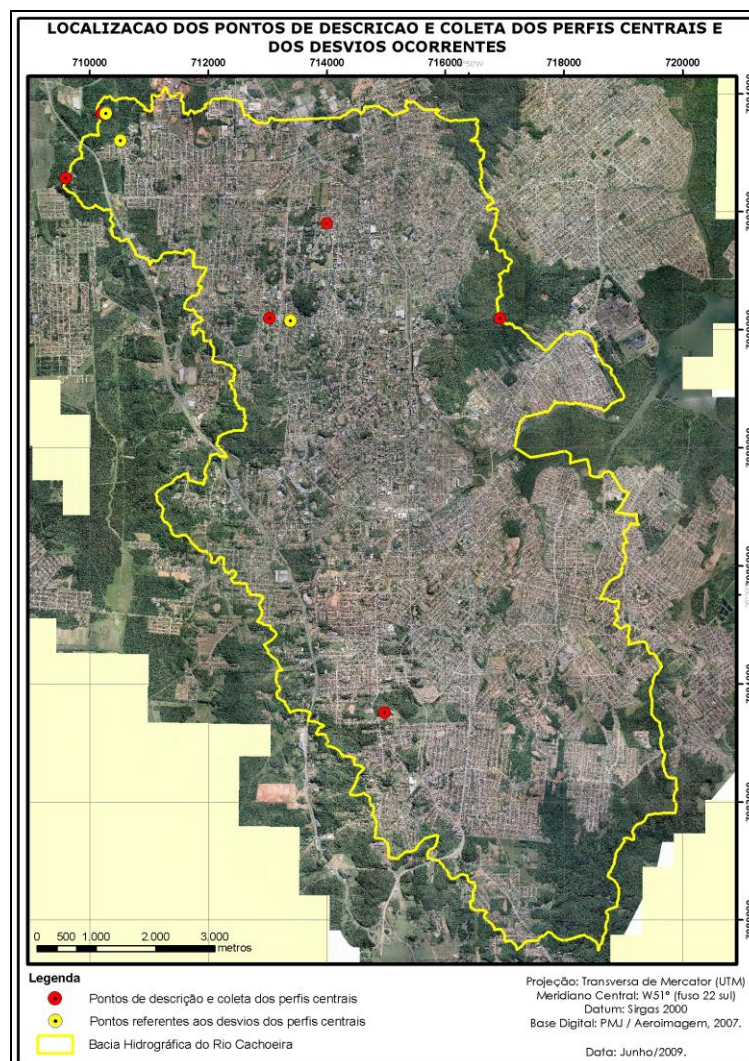 LOCALIZACAO DOS PONTOS DE DESCRICAO E COLETA DOS PERFIS CENTRAIS E
DOS DESVIOS OCORRENTES
710000 712000 714000 716000 718000 720000
0 500 1.000 2.000 3.000
metros
Legenda
Pontos de descrição e coleta dos perfis centrais
Pontos referentes aos desvios dos perfis centrais
Bacia Hidrográfica do Rio Cachoeira
Projeção: Transversa de Mercator (UTM)
Meridiano Central: W51° (fuso 22 sul)
Datum: Sirgas 2000
Base Digital: PMJ / Aeroimagem, 2007.
Data: Junho/2009.